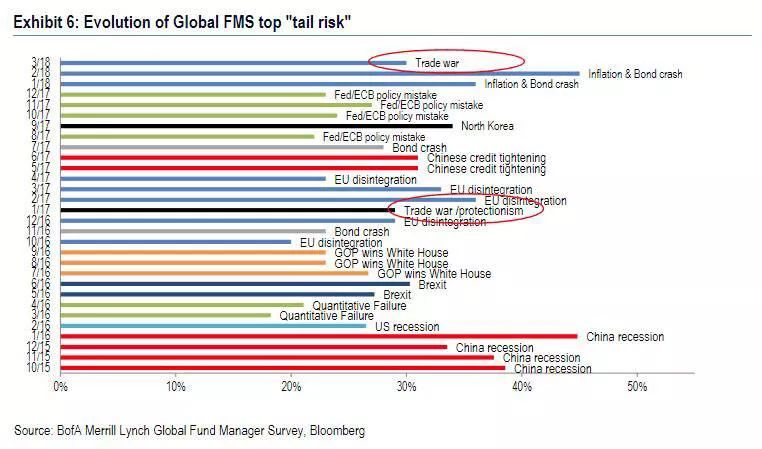 Exhibit 6: Evolution of Global FMS top "tail risk"
3/18 Trade war
2/18 Inflation & Bond crash
1/18 Inflation & Bond crash
12/17 Fed/ECB policy mistake
11/17 Fed/ECB policy mistake
10/17 Fed/ECB policy mistake
9/17 North Korea
8/17 Fed/ECB policy mistake
7/17 Bond crash
6/17 Chinese credit tightening
5/17 Chinese credit tightening
4/17 EU disintegration
3/17 EU disintegration
2/17 EU disintegration
1/17 Trade war /protectionism
12/16 EU disintegration
11/16 Bond crash
10/16 EU disintegration
9/16 GOP wins White House
8/16 GOP wins White House
7/16 GOP wins White House
6/16 Brexit
5/16 Brexit
4/16 Quantitative Failure
3/16 Quantitative Failure
2/16 US recession
1/16 China recession
12/15 China recession
11/15 China recession
10/15 China recession
0% 10% 20% 30% 40% 50%
Source: BofA Merrill Lynch Global Fund Manager Survey, Bloomberg